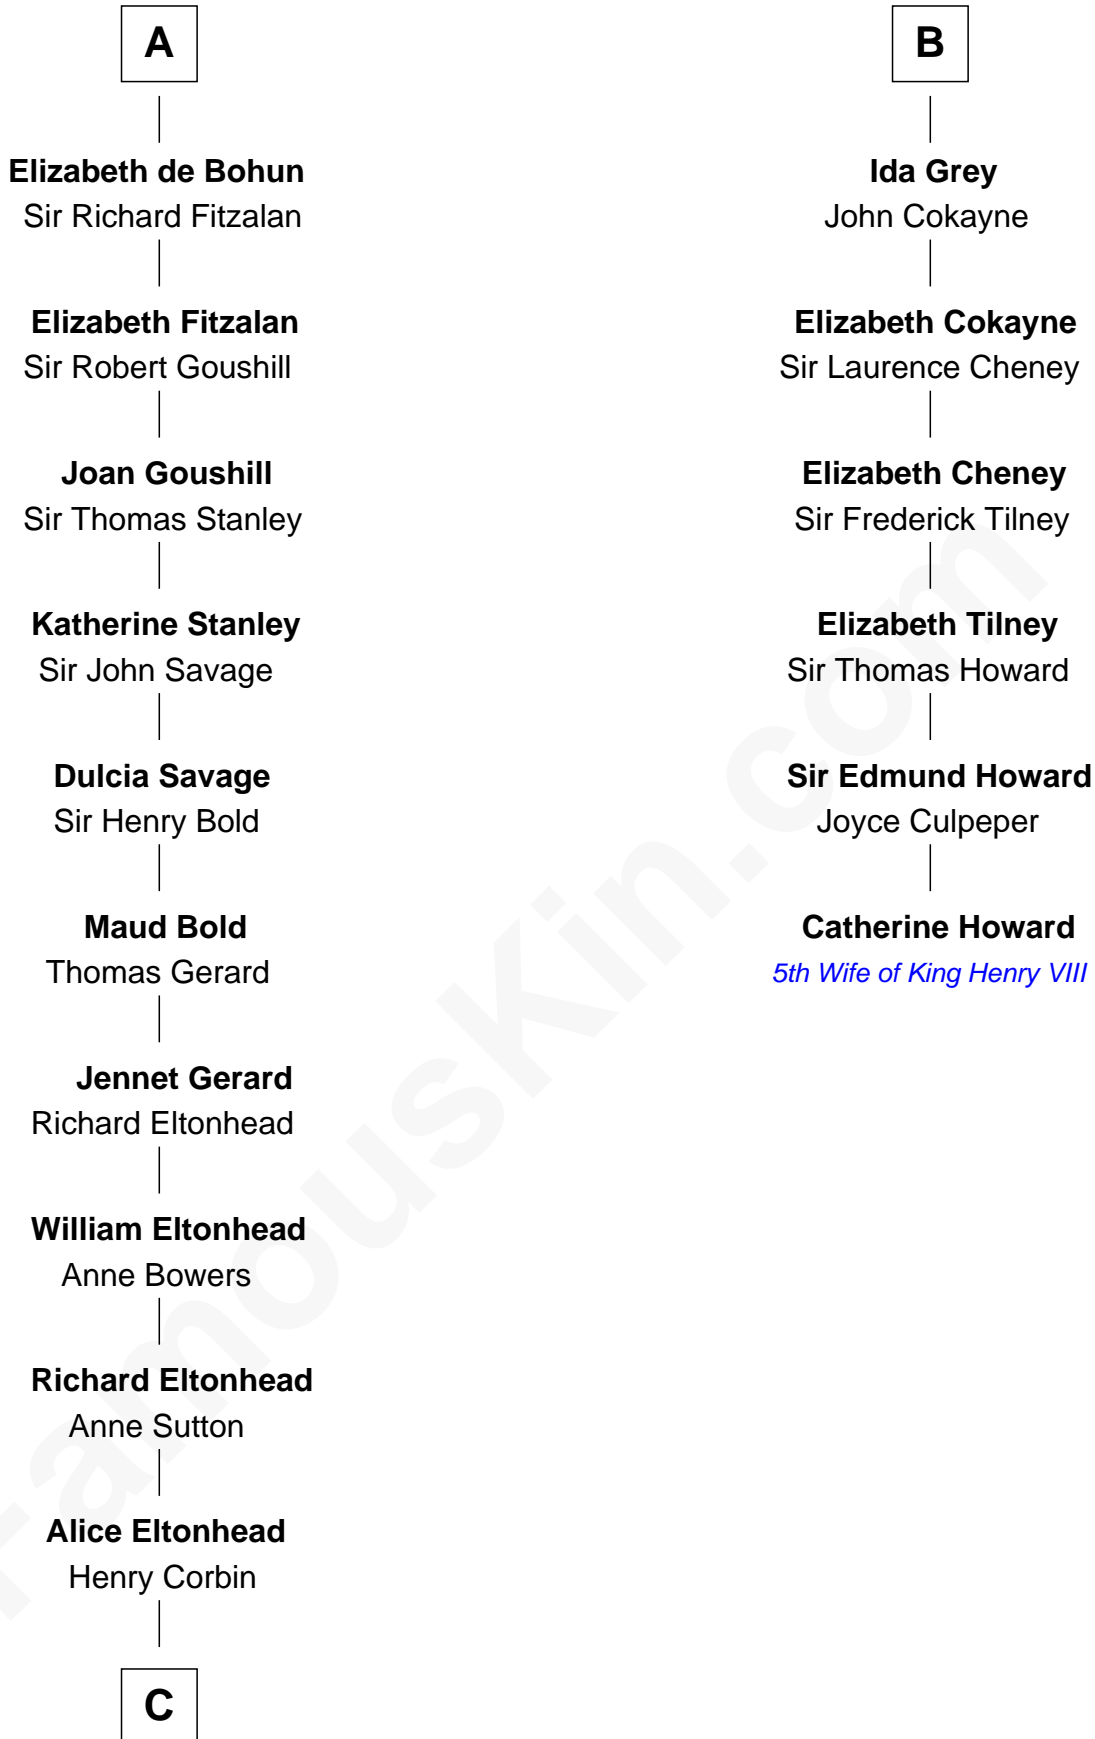 A
Elizabeth de Bohun
Sir Richard Fitzalan
Elizabeth Fitzalan
Sir Robert Goushill
Joan Goushill
Sir Thomas Stanley
Katherine Stanley
Sir John Savage
Dulcia Savage
Sir Henry Bold
Maud Bold
Thomas Gerard
Jennet Gerard
Richard Eltonhead
William Eltonhead
Anne Bowers
Richard Eltonhead
Anne Sutton
Alice Eltonhead
Henry Corbin
C
B
Ida Grey
John Cokayne
Elizabeth Cokayne
Sir Laurence Cheney
Elizabeth Cheney
Sir Frederick Tilney
Elizabeth Tilney
Sir Thomas Howard
Sir Edmund Howard
Joyce Culpeper
Catherine Howard
5th Wife of King Henry VIII
FamousKin.com